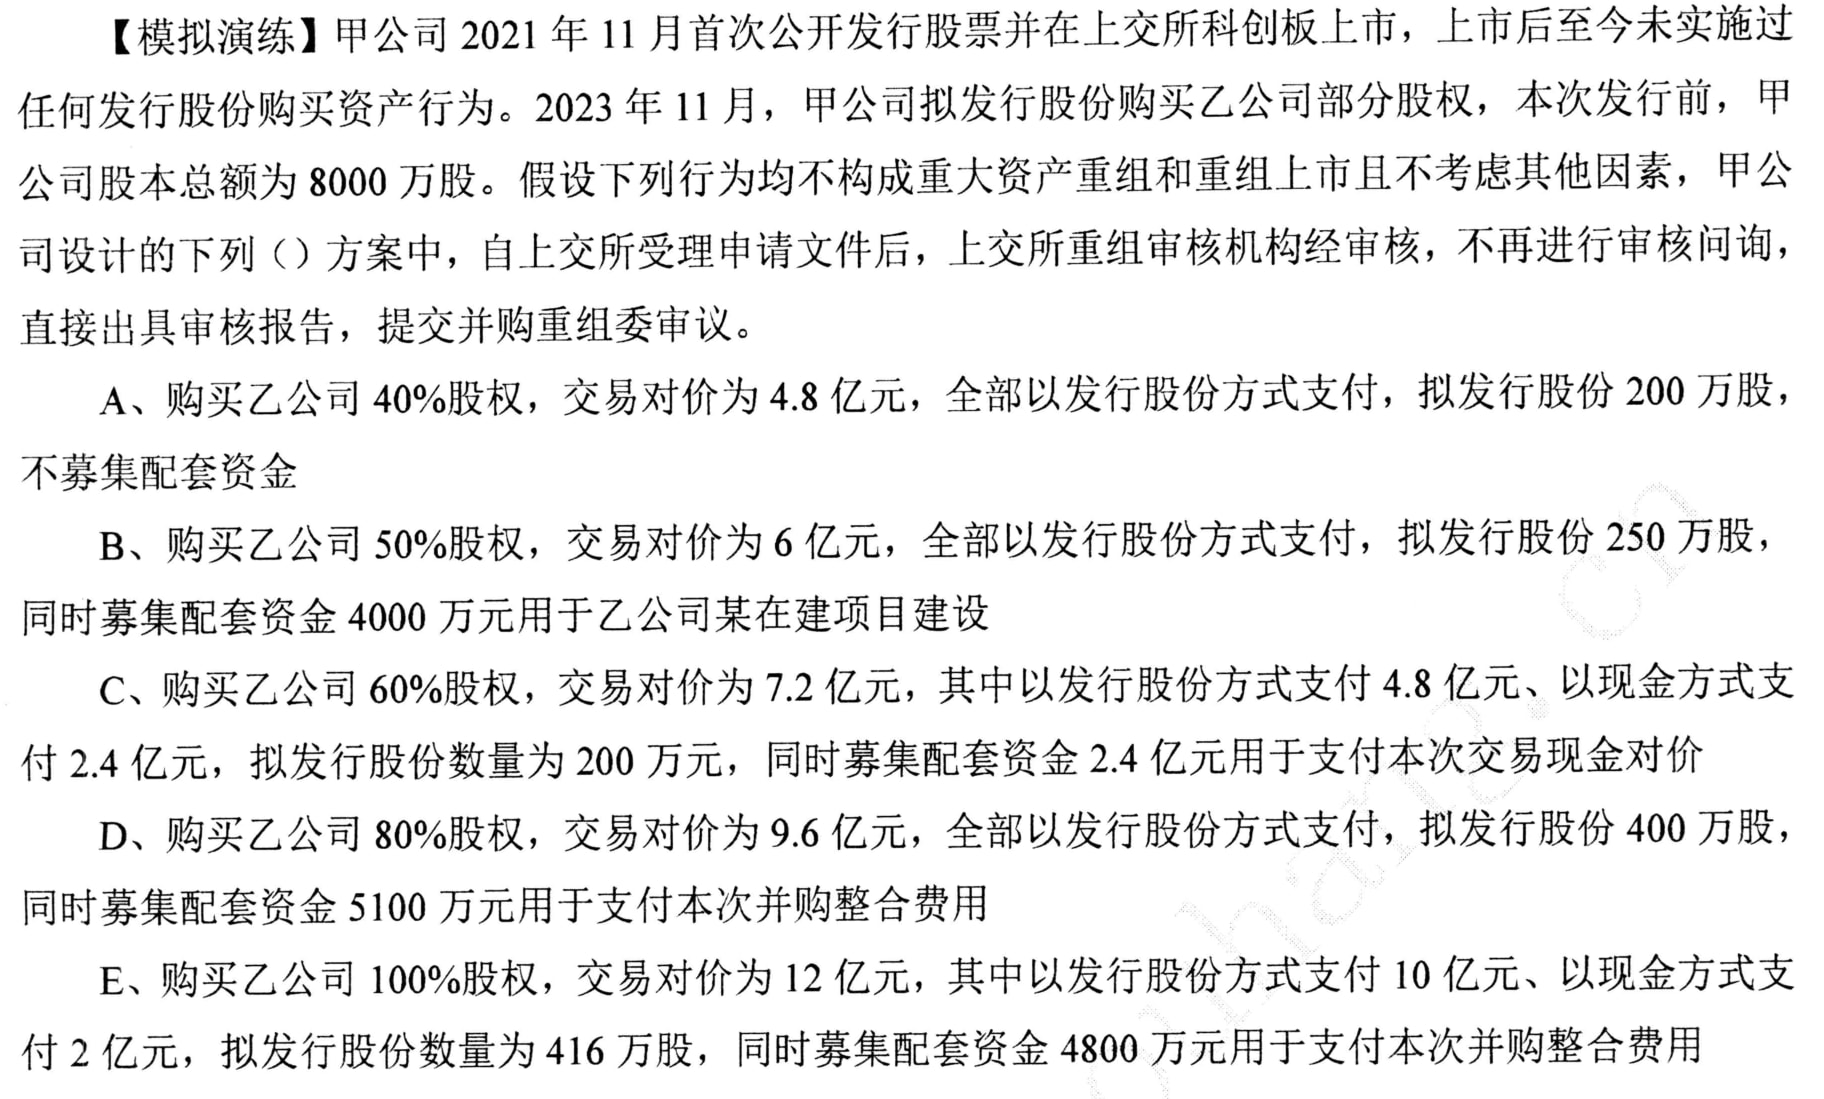 【模拟演练】甲公司 2021 年 11 月首次公开发行股票并在上交所科创板上市，上市后至今未实施过
任何发行股份购买资产行为。2023 年 11 月，甲公司拟发行股份购买乙公司部分股权，本次发行前，甲
公司股本总额为 8000 万股。假设下列行为均不构成重大资产重组和重组上市且不考虑其他因素，甲公
司设计的下列（）方案中，自上交所受理申请文件后，上交所重组审核机构经审核，不再进行审核问询，
直接出具审核报告，提交并购重组委审议。
A、购买乙公司 40%股权，交易对价为 4.8 亿元，全部以发行股份方式支付，拟发行股份 200 万股，
不募集配套资金
B、购买乙公司 50%股权，交易对价为 6 亿元，全部以发行股份方式支付，拟发行股份 250 万股，
同时募集配套资金 4000 万元用于乙公司某在建项目建设
C、购买乙公司 60%股权，交易对价为 7.2 亿元，其中以发行股份方式支付 4.8 亿元、以现金方式支
付 2.4 亿元，拟发行股份数量为 200 万元，同时募集配套资金 2.4 亿元用于支付本次交易现金对价
D、购买乙公司 80%股权，交易对价为 9.6 亿元，全部以发行股份方式支付，拟发行股份 400 万股，
同时募集配套资金 5100 万元用于支付本次并购整合费用
E、购买乙公司 100%股权，交易对价为 12 亿元，其中以发行股份方式支付 10 亿元、以现金方式支
付 2 亿元，拟发行股份数量为 416 万股，同时募集配套资金 4800 万元用于支付本次并购整合费用